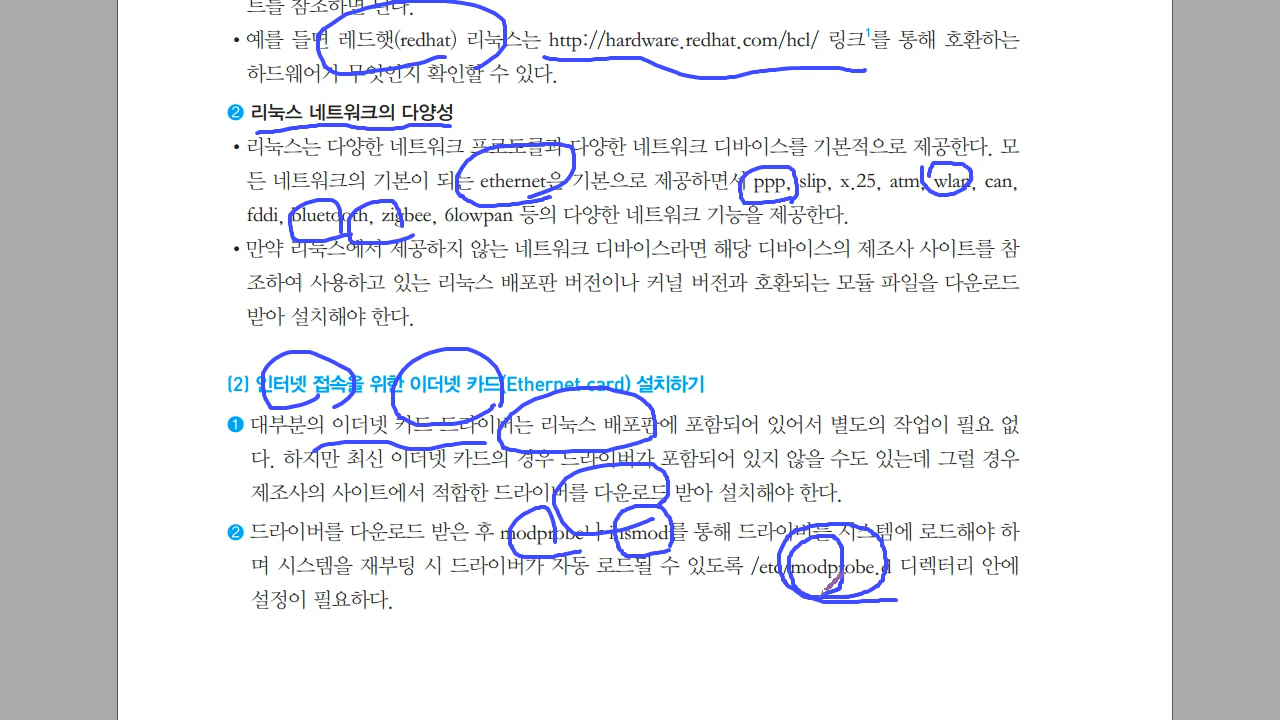 트를 참조하면 된다.
• 예를 들면 레드햇(redhat) 리눅스는 http://hardware.redhat.com/hcl/ 링크1를 통해 호환하는
하드웨어가 무엇인지 확인할 수 있다.
❷ 리눅스 네트워크의 다양성
• 리눅스는 다양한 네트워크 프로토콜과 다양한 네트워크 디바이스를 기본적으로 제공한다. 모
든 네트워크의 기본이 되는 ethernet을 기본으로 제공하면서 ppp, slip, x.25, atm, wlan, can,
fddi, bluetooth, zigbee, 6lowpan 등의 다양한 네트워크 기능을 제공한다.
• 만약 리눅스에서 제공하지 않는 네트워크 디바이스라면 해당 디바이스의 제조사 사이트를 참
조하여 사용하고 있는 리눅스 배포판 버전이나 커널 버전과 호환되는 모듈 파일을 다운로드
받아 설치해야 한다.
(2) 인터넷 접속을 위한 이더넷 카드(Ethernet card) 설치하기
❶ 대부분의 이더넷 카드 드라이버는 리눅스 배포판에 포함되어 있어서 별도의 작업이 필요 없
다. 하지만 최신 이더넷 카드의 경우 드라이버가 포함되어 있지 않을 수도 있는데 그럴 경우
제조사의 사이트에서 적합한 드라이버를 다운로드 받아 설치해야 한다.
❷ 드라이버를 다운로드 받은 후 modprobe나 insmod를 통해 드라이버를 시스템에 로드해야 하
며 시스템을 재부팅 시 드라이버가 자동 로드될 수 있도록 /etc/modprobe.d 디렉터리 안에
설정이 필요하다.